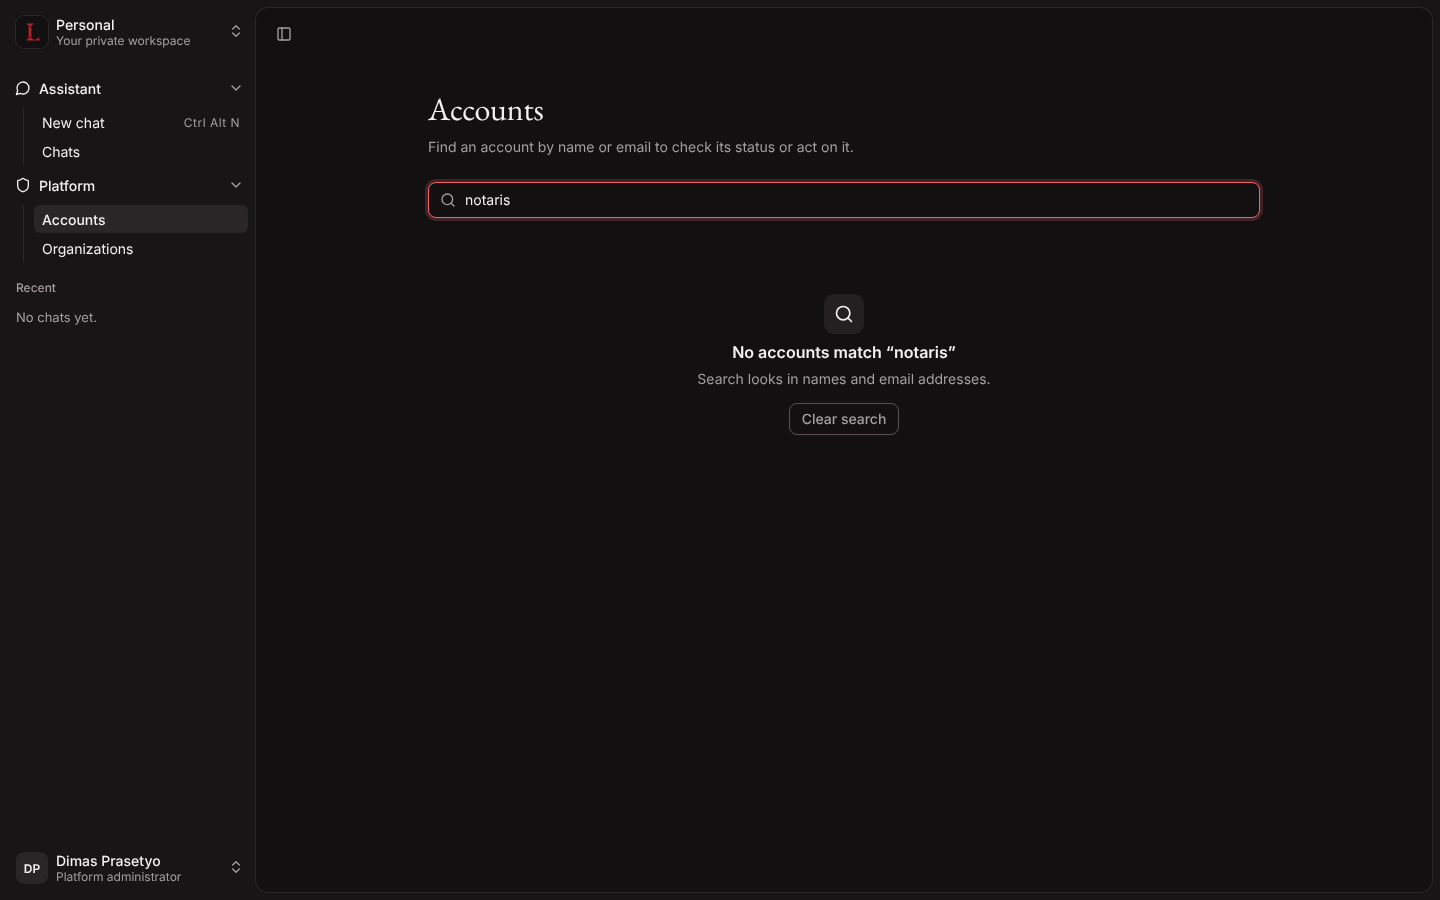 L
Personal
Your private workspace
Assistant
New chat Ctrl Alt N
Chats
Platform
Accounts
Organizations
Recent
No chats yet.
DP
Dimas Prasetyo
Platform administrator
Accounts
Find an account by name or email to check its status or act on it.
notaris
No accounts match “notaris”
Search looks in names and email addresses.
Clear search